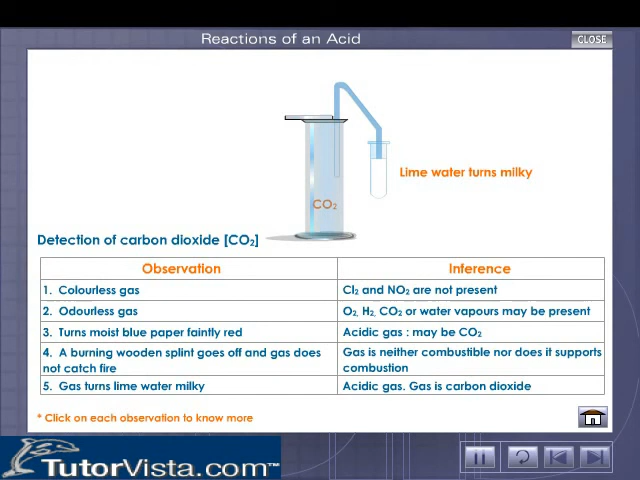 Reactions of an Acid
CLOSE
Lime water turns milky
CO₂
Detection of carbon dioxide [CO₂]
Observation Inference
1. Colourless gas Cl₂ and NO₂ are not present
2. Odourless gas O₂, H₂, CO₂ or water vapours may be present
3. Turns moist blue paper faintly red Acidic gas : may be CO₂
4. A burning wooden splint goes off and gas does Gas is neither combustible nor does it supports
not catch fire combustion
5. Gas turns lime water milky Acidic gas. Gas is carbon dioxide
* Click on each observation to know more
TutorVista.com™